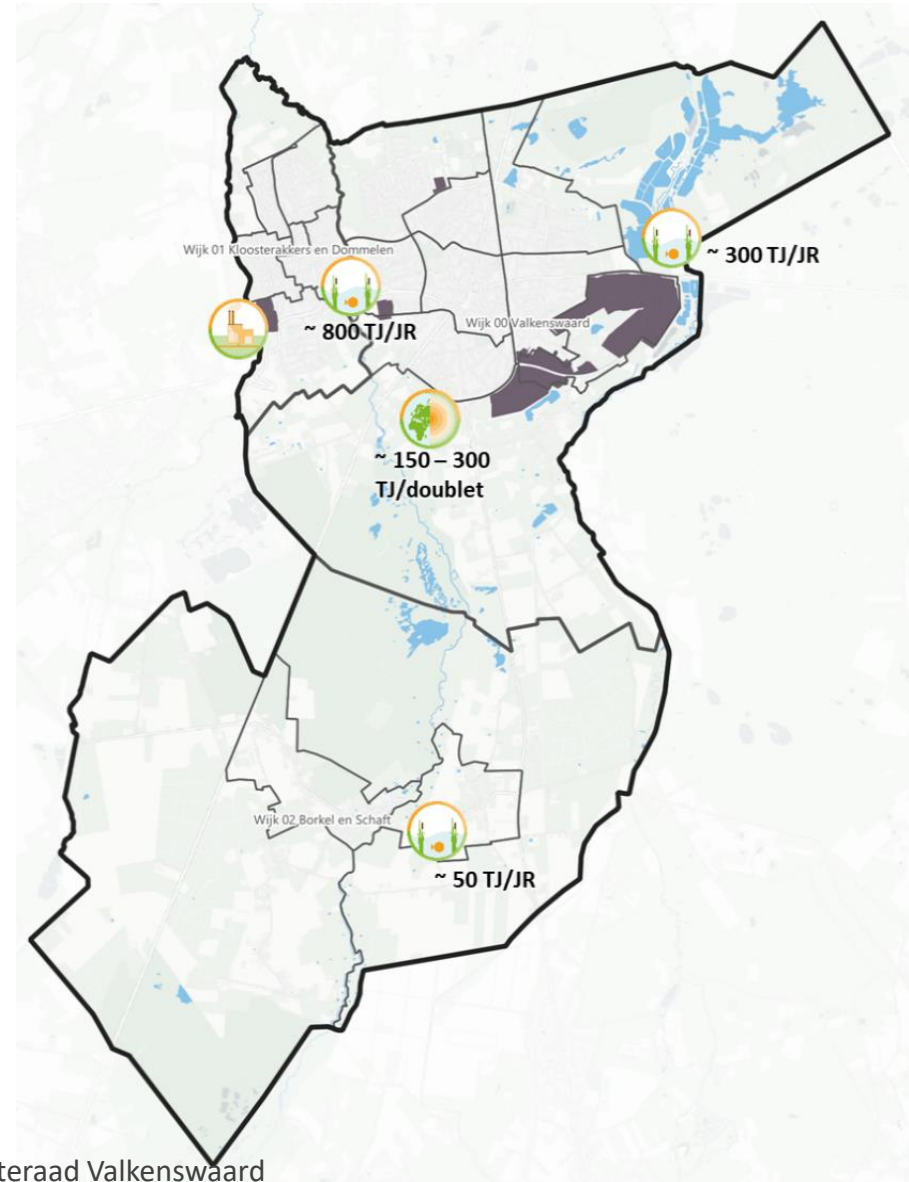 Wijk 01 Kloosterakkers en Dommelen
~ 300 TJ/JR
~ 800 TJ/JR
Wijk 00 Valkenswaard
~ 150 – 300
TJ/doublet
Wijk 02 Borkel en Schaft
~ 50 TJ/JR
teraad Valkenswaard